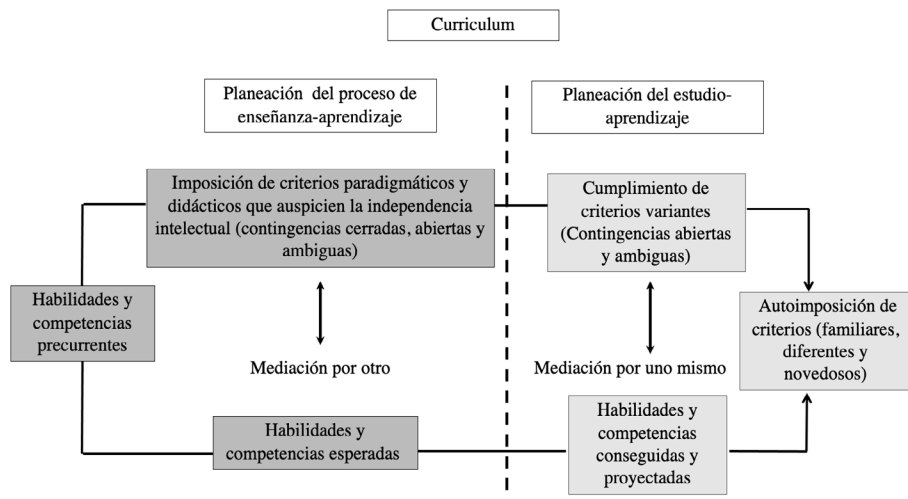 Curriculum
Planeación del proceso de
enseñanza-aprendizaje
Planeación del estudio-
aprendizaje
Imposición de criterios paradigmáticos y
didácticos que auspicien la independencia
intelectual (contingencias cerradas, abiertas y
ambiguas)
Cumplimiento de
criterios variantes
(Contingencias abiertas
y ambiguas)
Habilidades y
competencias
precurrentes
Autoimposición de
criterios (familiares,
diferentes y
novedosos)
Mediación por otro
Mediación por uno mismo
Habilidades y
competencias esperadas
Habilidades y
competencias
conseguidas y
proyectadas